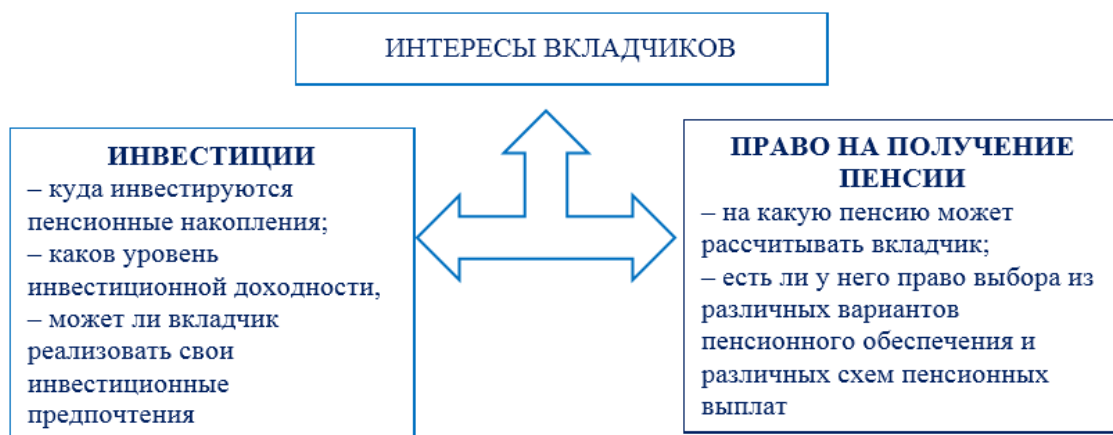 ИНТЕРЕСЫ ВКЛАДЧИКОВ
ИНВЕСТИЦИИ
– куда инвестируются
пенсионные накопления;
– каков уровень
инвестиционной доходности,
– может ли вкладчик
реализовать свои
инвестиционные
предпочтения
ПРАВО НА ПОЛУЧЕНИЕ
ПЕНСИИ
– на какую пенсию может
рассчитывать вкладчик;
– есть ли у него право выбора из
различных вариантов
пенсионного обеспечения и
различных схем пенсионных
выплат